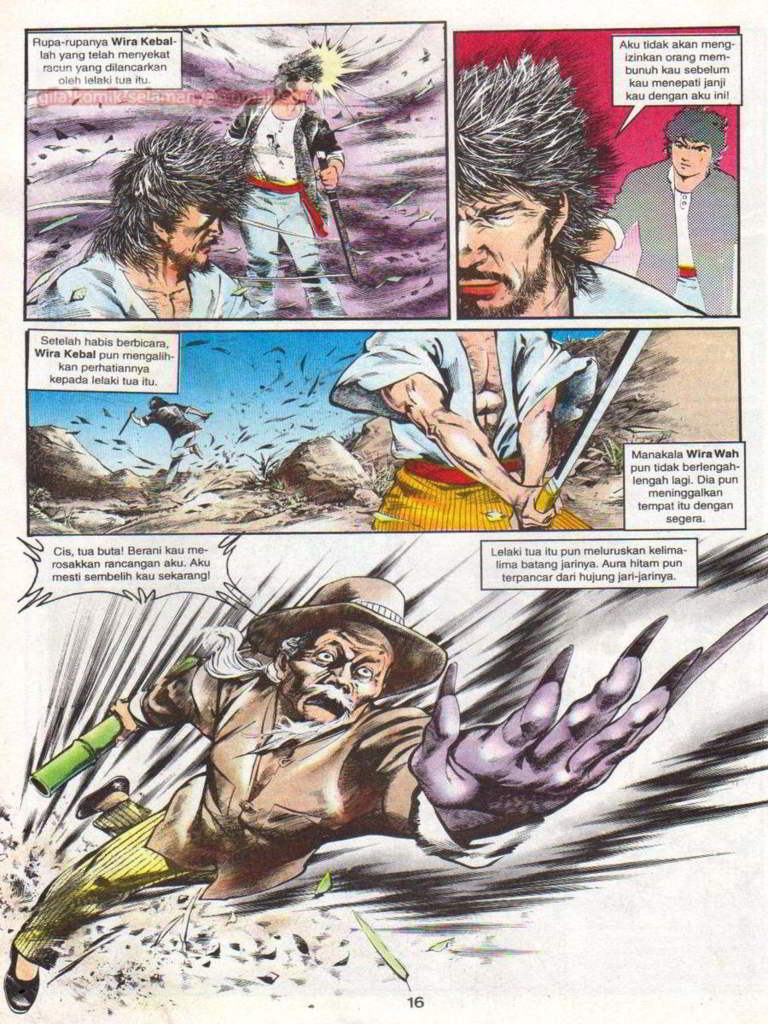 Rupa-rupanya Wira Kebal-
lah yang telah menyekat
racun yang dilancarkan
oleh lelaki tua itu.
Aku tidak akan meng-
izinkan orang mem-
bunuh kau sebelum
kau menepati janji
kau dengan aku ini!
Setelah habis berbicara,
Wira Kebal pun mengalih-
kan perhatiannya
kepada lelaki tua itu.
Manakala Wira Wah
pun tidak berlengah-
lengah lagi. Dia pun
meninggalkan
tempat itu dengan
segera.
Cis, tua buta! Berani kau me-
rosakkan rancangan aku. Aku
mesti sembelih kau sekarang!
Lelaki tua itu pun meluruskan kelima-
lima batang jarinya. Aura hitam pun
terpancar dari hujung jari-jarinya.
16